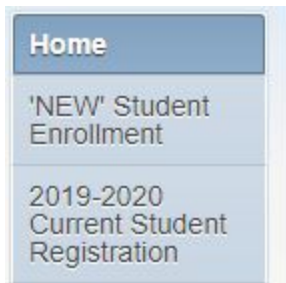 Home
'NEW' Student
Enrollment
2019-2020
Current Student
Registration